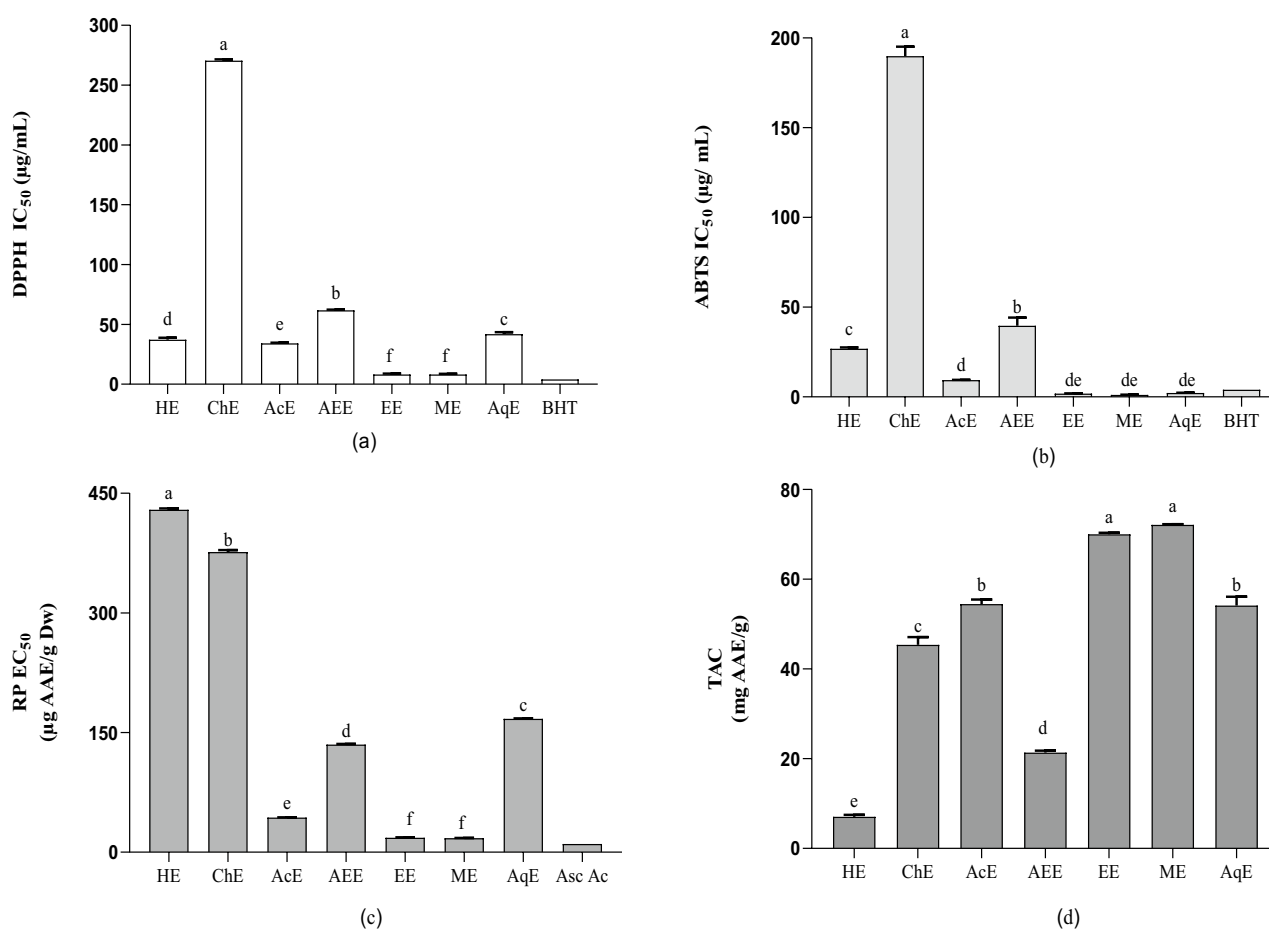 DPPH IC50 (µg/mL)
300
250
200
150
100
50
0
d
a
e
b
f
f
c
HE ChE AcE AEE EE ME AqE BHT
(a)
ABTS IC50 (µg/ mL)
200
150
100
50
0
c
a
d
b
de
de
de
HE ChE AcE AEE EE ME AqE BHT
(b)
RP EC50
(µg AAE/g Dw)
450
300
150
0
a
b
e
d
f
f
c
HE ChE AcE AEE EE ME AqE Asc Ac
(c)
TAC
(mg AAE/g)
80
60
40
20
0
e
c
b
d
a
a
b
HE ChE AcE AEE EE ME AqE
(d)